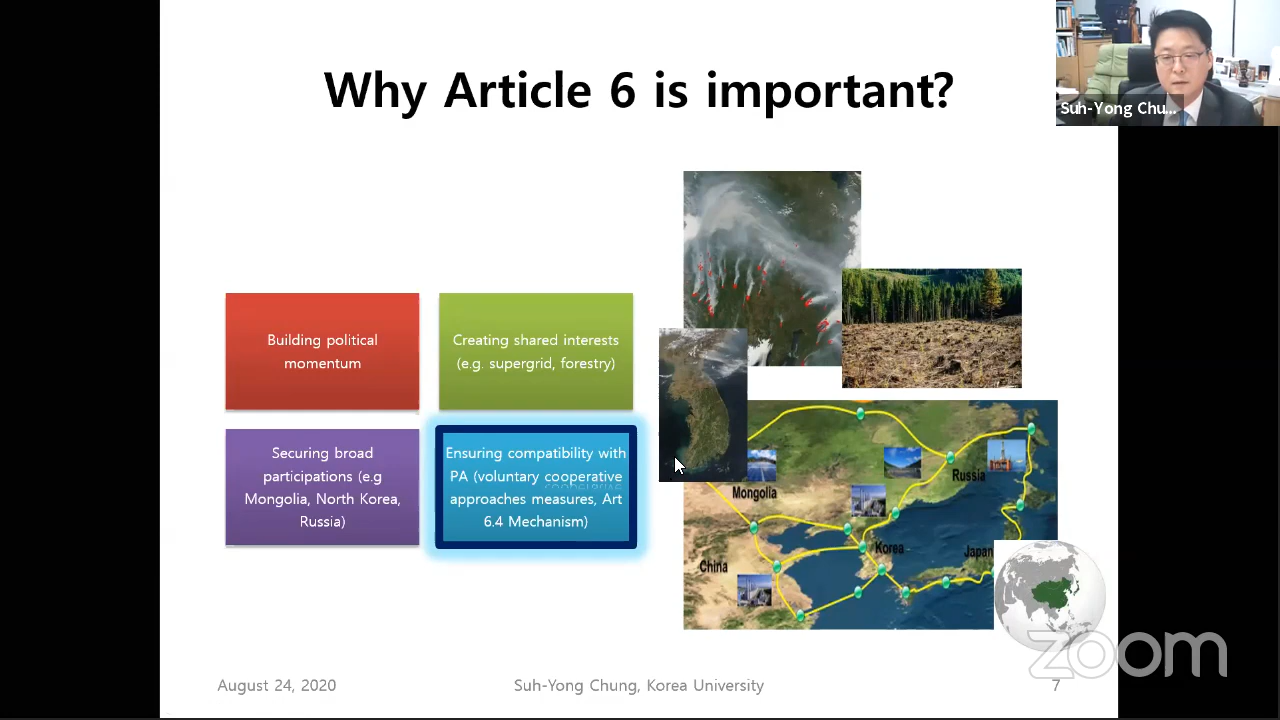 Why Article 6 is important?
Suh-Yong Chu...
Building political
momentum
Creating shared interests
(e.g. supergrid, forestry)
Securing broad
participations (e.g
Mongolia, North Korea,
Russia)
Ensuring compatibility with
PA (voluntary cooperative
approaches measures, Art
6.4 Mechanism)
Russia
Mongolia
Korea
Japan
China
zoom
August 24, 2020
Suh-Yong Chung, Korea University
7